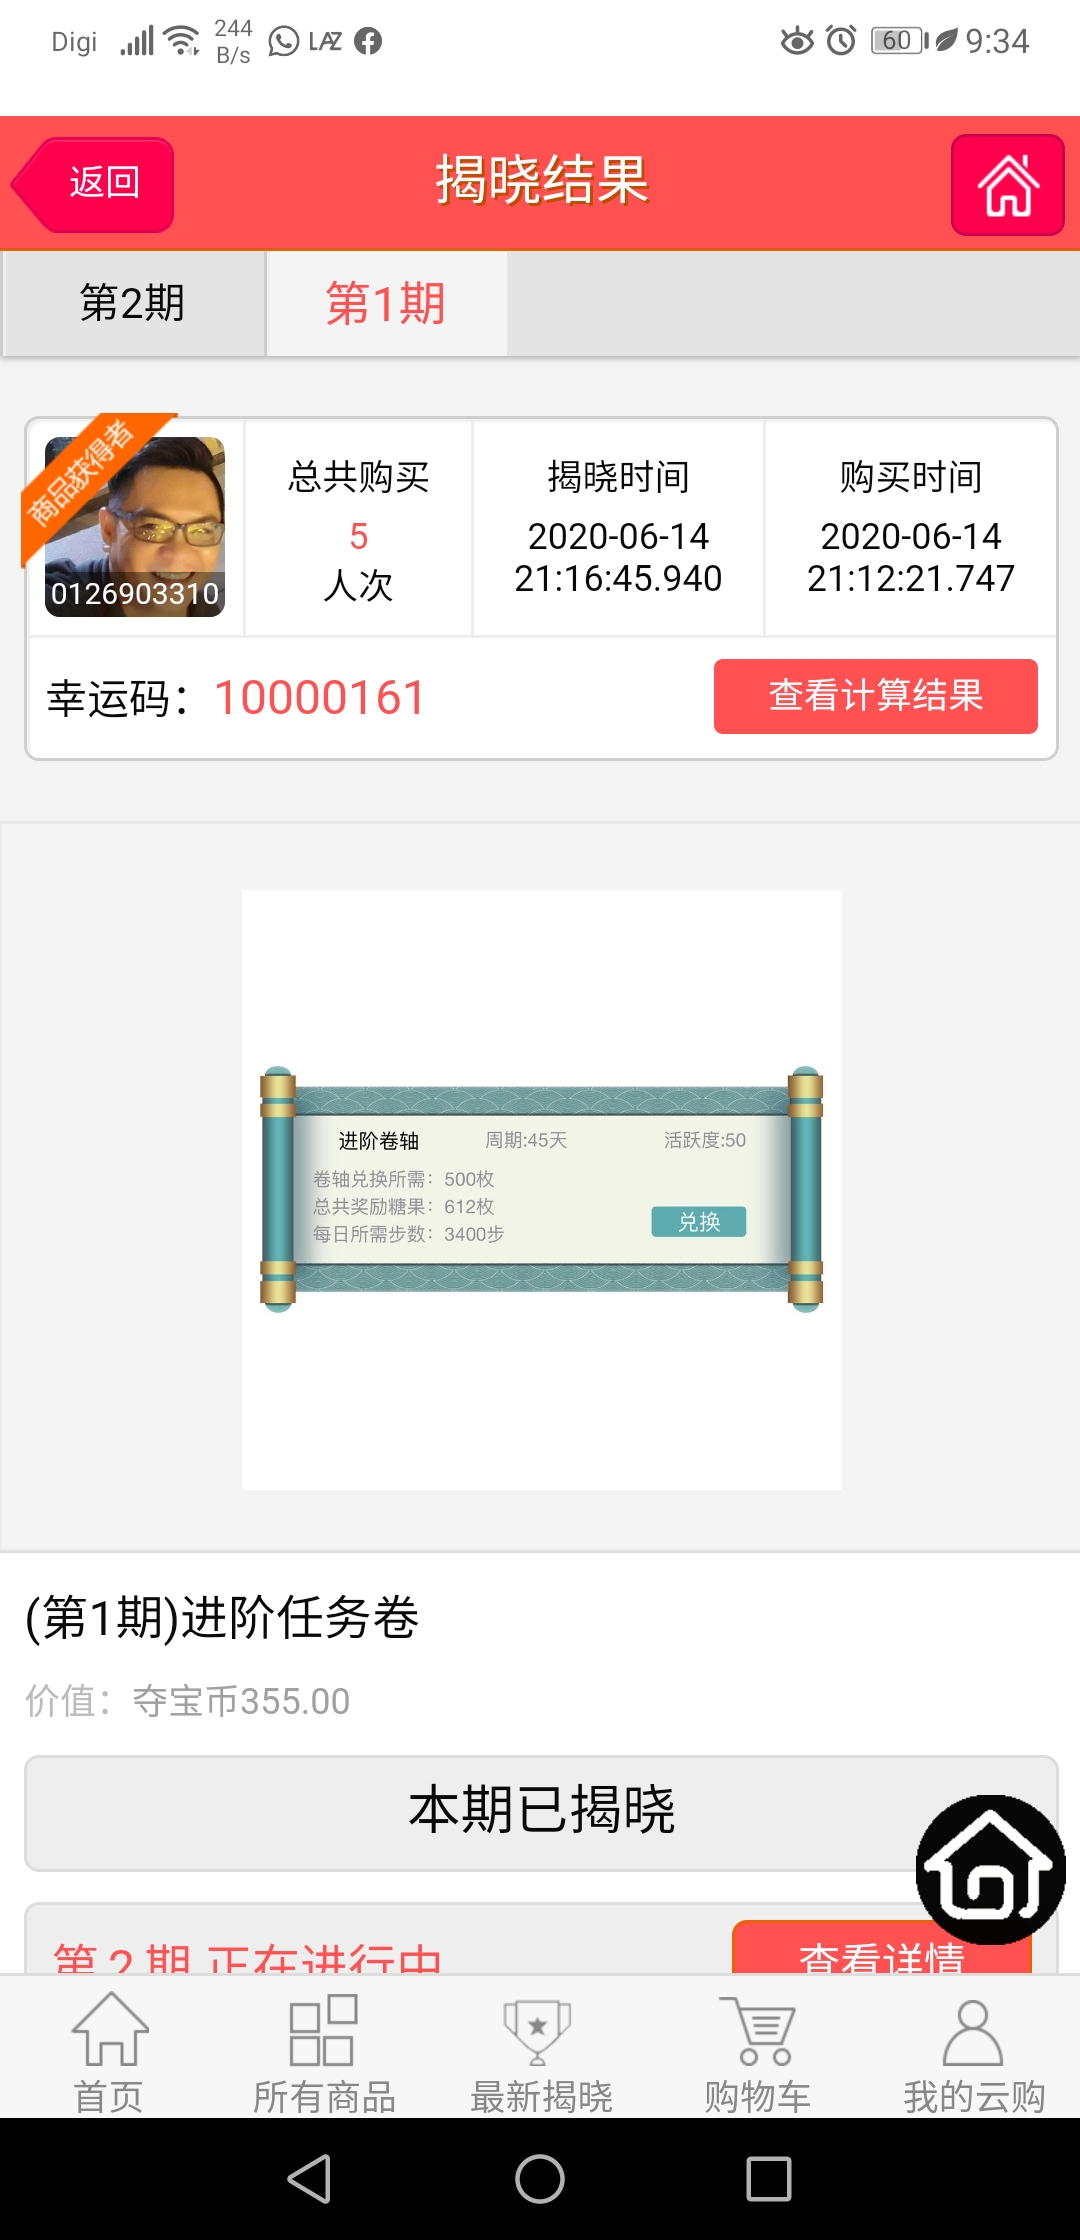 Digi 244 B/s LAZ 60 9:34
返回 揭晓结果
第2期 第1期
商品获得者
0126903310
总共购买
5
人次
揭晓时间
2020-06-14
21:16:45.940
购买时间
2020-06-14
21:12:21.747
幸运码：10000161 查看计算结果
进阶卷轴 周期:45天 活跃度:50
卷轴兑换所需：500枚
总共奖励糖果：612枚
每日所需步数：3400步
兑换
(第1期)进阶任务卷
价值：夺宝币355.00
本期已揭晓
第 2 期 正在进行中 查看详情
首页 所有商品 最新揭晓 购物车 我的云购